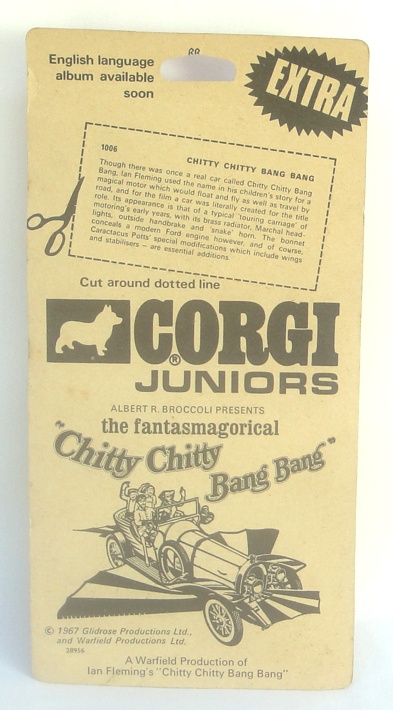 English language
album available
soon
EXTRA
1006
CHITTY CHITTY BANG BANG
Though there was once a real car called Chitty Chitty Bang
Bang, Ian Fleming used the name in his children's story for a
magical motor which would float and fly as well as travel by
road, and for the film a car was literally created for the title
role. Its appearance is that of a typical 'touring carriage' of
motoring's early years, with its brass radiator, Marchal head-
lights, outside handbrake and 'snake' horn. The bonnet
conceals a modern Ford engine however, and of course,
Caractacus Potts' special modifications which include wings
and stabilisers — are essential additions.
Cut around dotted line
CORGI
®
JUNIORS
ALBERT R. BROCCOLI PRESENTS
the fantasmagorical
"Chitty Chitty
Bang Bang"
© 1967 Glidrose Productions Ltd.,
and Warfield Productions Ltd.
28956
A Warfield Production of
Ian Fleming's "Chitty Chitty Bang Bang"